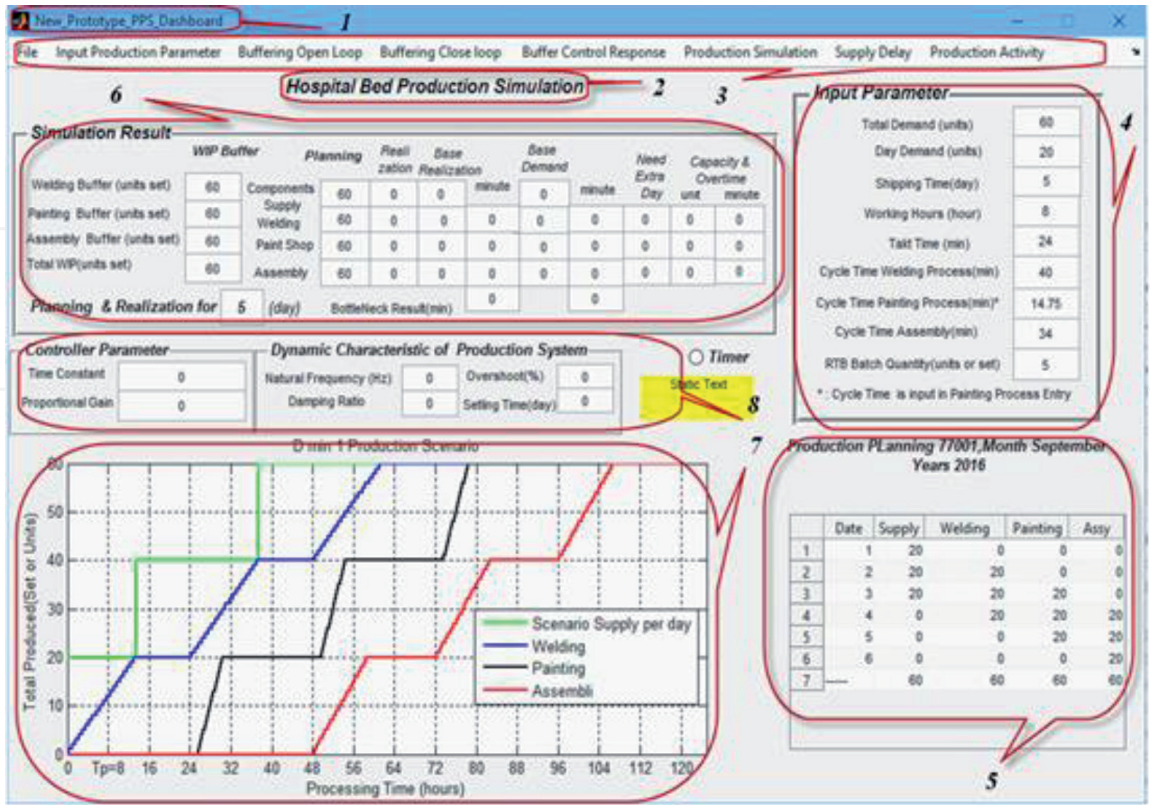 New_Prototype_PPS_Dashboard 1
File Input Production Parameter Buffering Open Loop Buffering Close loop Buffer Control Response Production Simulation Supply Delay Production Activity
Hospital Bed Production Simulation 2 3
6
Simulation Result
WIP Buffer Planning Reali zation Base Realization Base Demand Need Extra Day Capacity & Overtime
minute minute unit minute
Welding Buffer (units set) 60 Components Supply 60 0 0 0
Painting Buffer (units set) 60 Welding 60 0 0 0 0 0 0 0 0
Assembly Buffer (units set) 60 Paint Shop 60 0 0 0 0 0 0 0 0
Total WIP(units set) 60 Assembly 60 0 0 0 0 0 0 0 0
Planning & Realization for 5 (day) BottleNeck Result(min) 0 0
Input Parameter
4
Total Demand (units) 60
Day Demand (units) 20
Shipping Time(day) 5
Working Hours (hour) 8
Takt Time (min) 24
Cycle Time Welding Process(min) 40
Cycle Time Painting Process(min)* 14.75
Cycle Time Assembly(min) 34
RTB Batch Quantity(units or set) 5
* : Cycle Time is input in Painting Process Entry
Controller Parameter
Time Constant 0
Proportional Gain 0
Dynamic Characteristic of Production System
Natural Frequency (Hz) 0 Overshoot(%) 0
Damping Ratio 0 Setling Time(day) 0
Timer
Static Text
8
7
D min 1 Production Scenario
Total Produced(Set or Units)
60
50
40
30
20
10
0
Scenario Supply per day
Welding
Painting
Assembli
0 Tp=8 16 24 32 40 48 56 64 72 80 88 96 104 112 120
Processing Time (hours)
Production PLanning 77001,Month September
Years 2016
Date Supply Welding Painting Assy
1 1 20 0 0 0
2 2 20 20 0 0
3 3 20 20 20 0
4 4 0 20 20 20
5 5 0 0 20 20
6 6 0 0 0 20
7 ----- 60 60 60 60
5